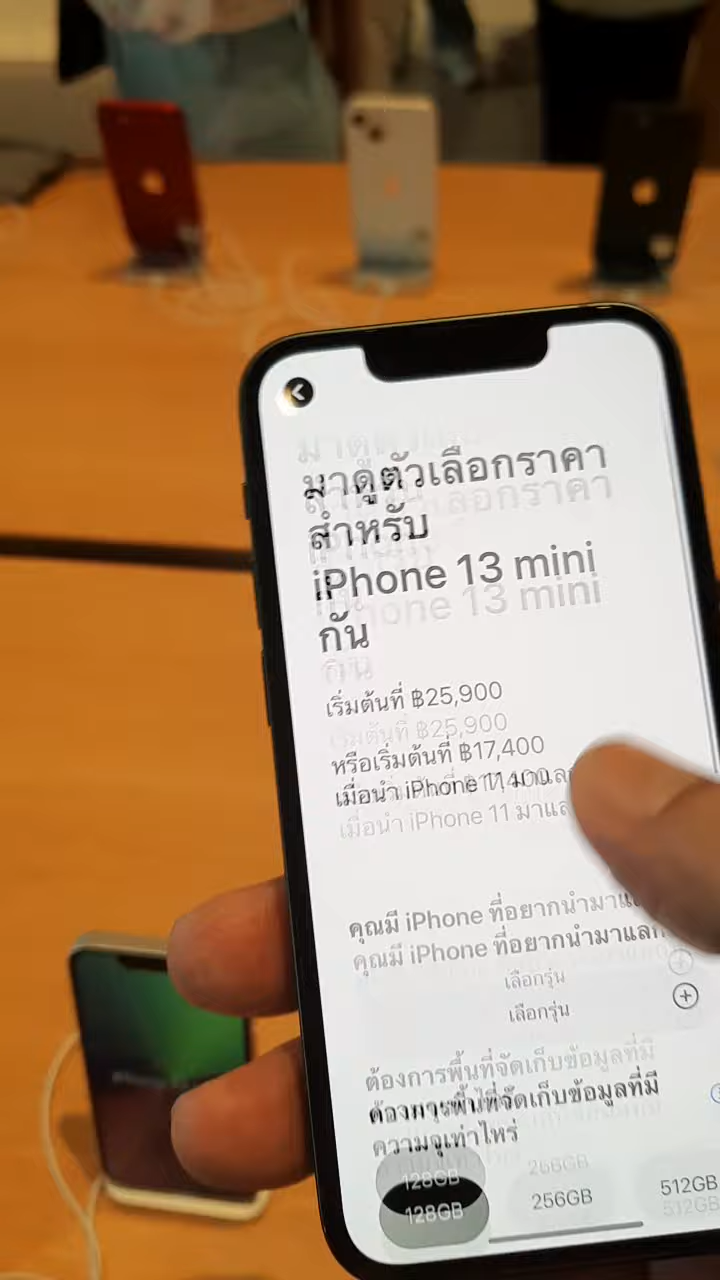 มาดูตัวเลือกราคา
สำหรับ
iPhone 13 mini
กัน
เริ่มต้นที่ ฿25,900
หรือเริ่มต้นที่ ฿17,400
เมื่อนำ iPhone 11 มาแล
คุณมี iPhone ที่อยากนำมาแล
เลือกรุ่น
ต้องการพื้นที่จัดเก็บข้อมูลที่มี
ความจุเท่าไหร่
128GB 256GB 512GB